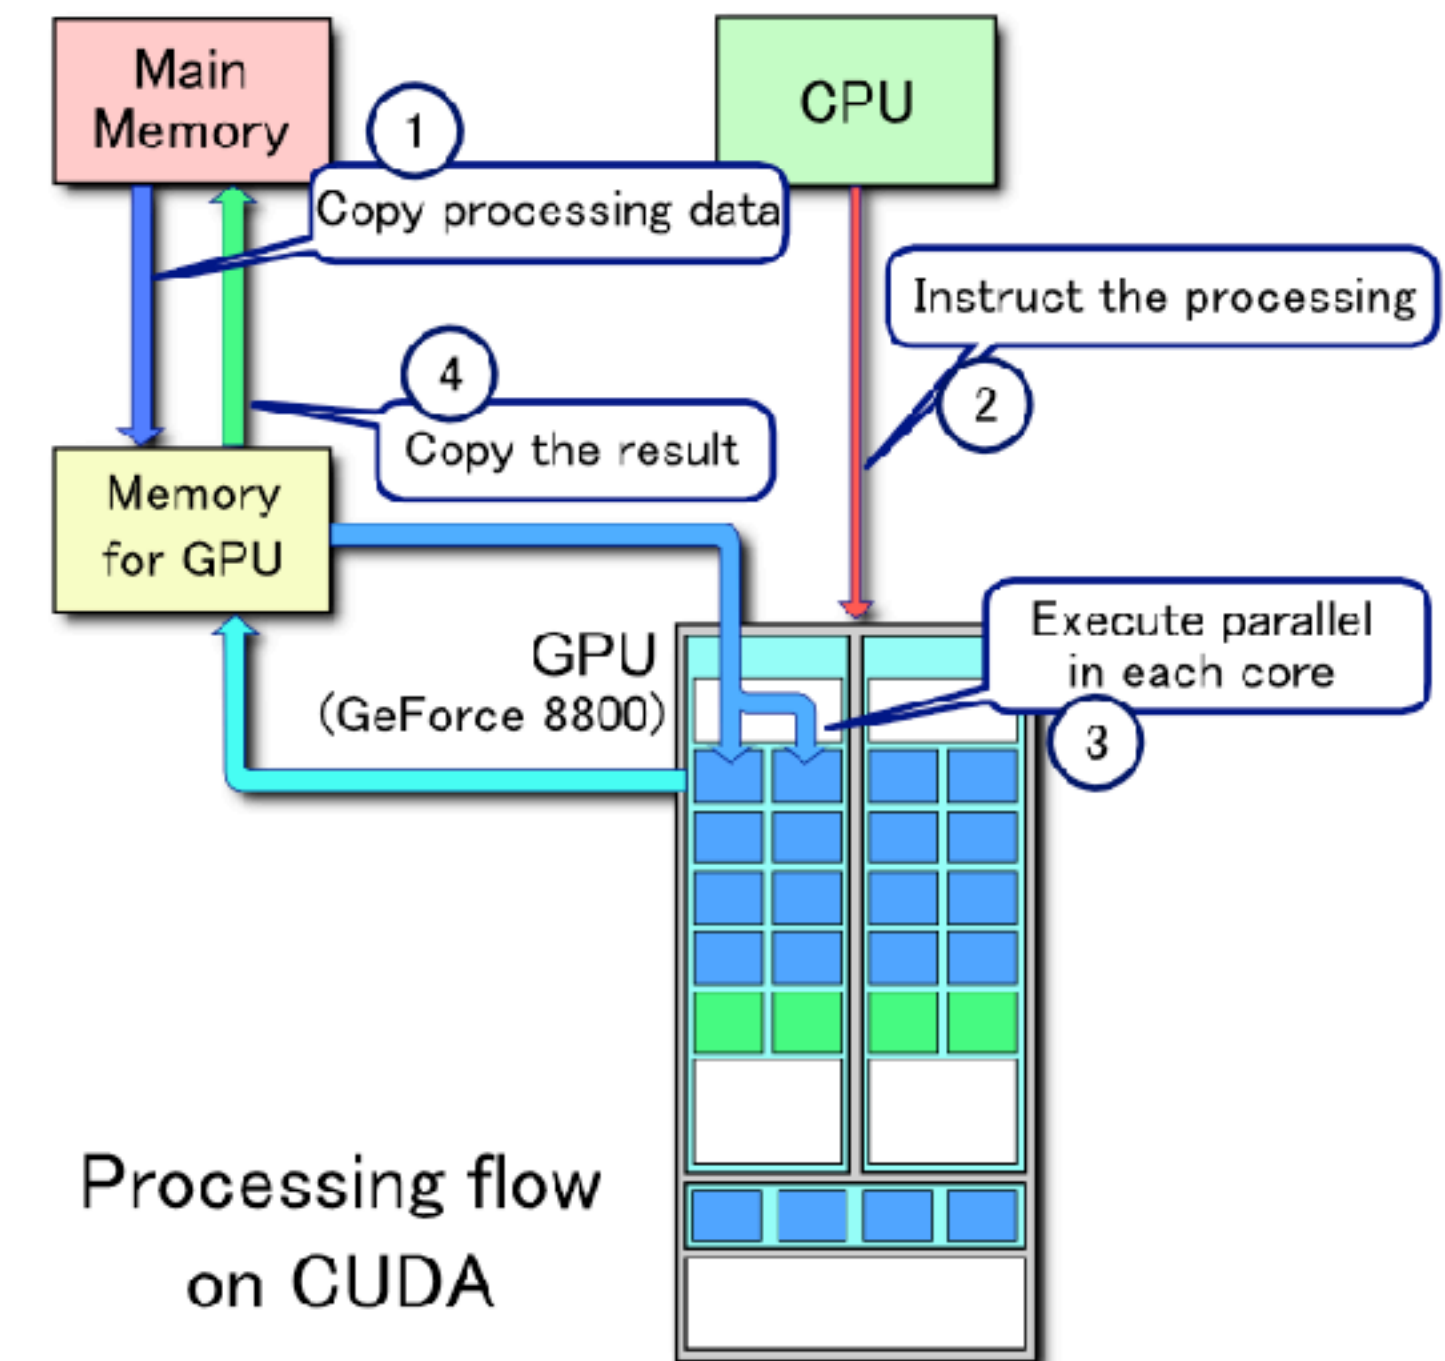 Main
Memory
CPU
1
Copy processing data
Instruct the processing
2
4
Copy the result
Memory
for GPU
Execute parallel
in each core
3
GPU
(GeForce 8800)
Processing flow
on CUDA